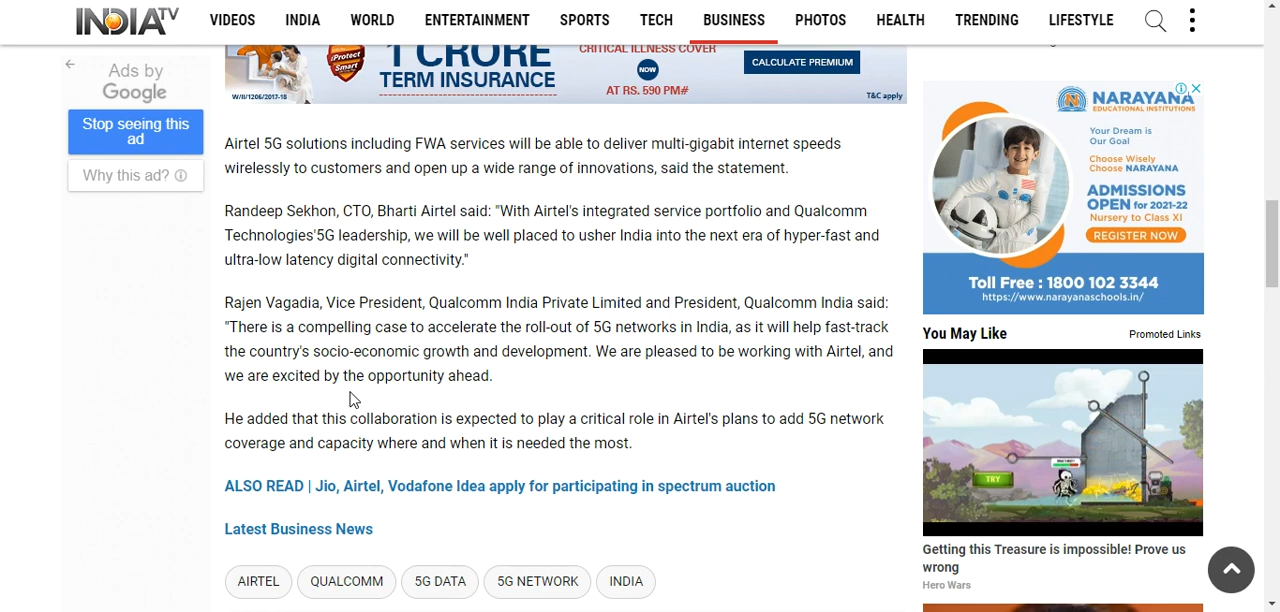 INDIA TV VIDEOS INDIA WORLD ENTERTAINMENT SPORTS TECH BUSINESS PHOTOS HEALTH TRENDING LIFESTYLE
Ads by
Google
Stop seeing this
ad
Why this ad?
iProtect
Smart
1 CRORE
TERM INSURANCE
W/II/1206/2017-18
CRITICAL ILLNESS COVER
NOW
AT RS. 590 PM#
CALCULATE PREMIUM
T&C apply
Airtel 5G solutions including FWA services will be able to deliver multi-gigabit internet speeds
wirelessly to customers and open up a wide range of innovations, said the statement.
Randeep Sekhon, CTO, Bharti Airtel said: "With Airtel's integrated service portfolio and Qualcomm
Technologies'5G leadership, we will be well placed to usher India into the next era of hyper-fast and
ultra-low latency digital connectivity."
Rajen Vagadia, Vice President, Qualcomm India Private Limited and President, Qualcomm India said:
"There is a compelling case to accelerate the roll-out of 5G networks in India, as it will help fast-track
the country's socio-economic growth and development. We are pleased to be working with Airtel, and
we are excited by the opportunity ahead.
He added that this collaboration is expected to play a critical role in Airtel's plans to add 5G network
coverage and capacity where and when it is needed the most.
ALSO READ | Jio, Airtel, Vodafone Idea apply for participating in spectrum auction
Latest Business News
AIRTEL QUALCOMM 5G DATA 5G NETWORK INDIA
NARAYANA
EDUCATIONAL INSTITUTIONS
Your Dream is
Our Goal
Choose Wisely
Choose NARAYANA
ADMISSIONS
OPEN for 2021-22
Nursery to Class XI
REGISTER NOW
Toll Free : 1800 102 3344
https://www.narayanaschools.in/
You May Like Promoted Links
TRY
Getting this Treasure is impossible! Prove us
wrong
Hero Wars